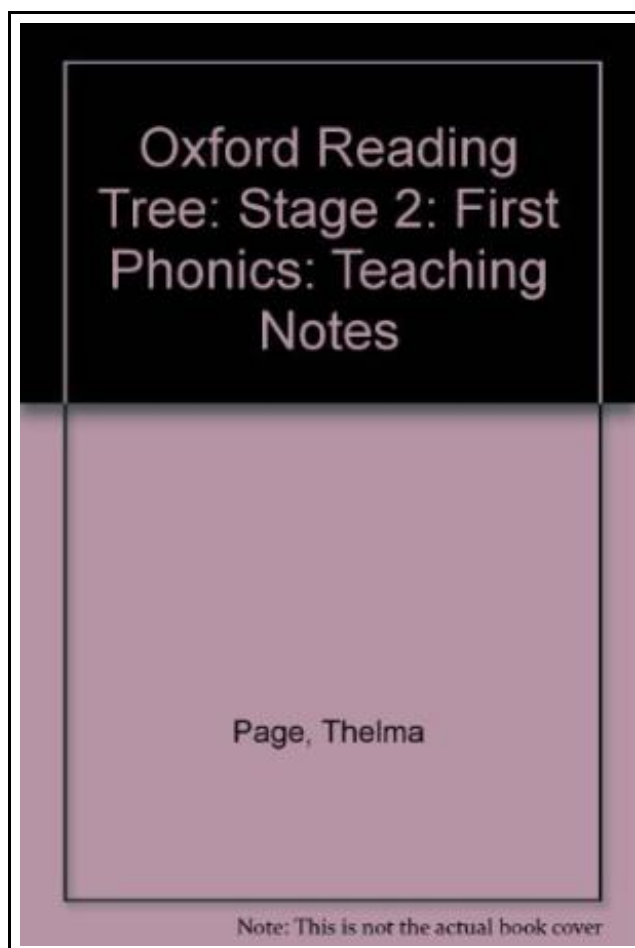 Oxford Reading
Tree: Stage 2: First
Phonics: Teaching
Notes
Page, Thelma
Note: This is not the actual book cover